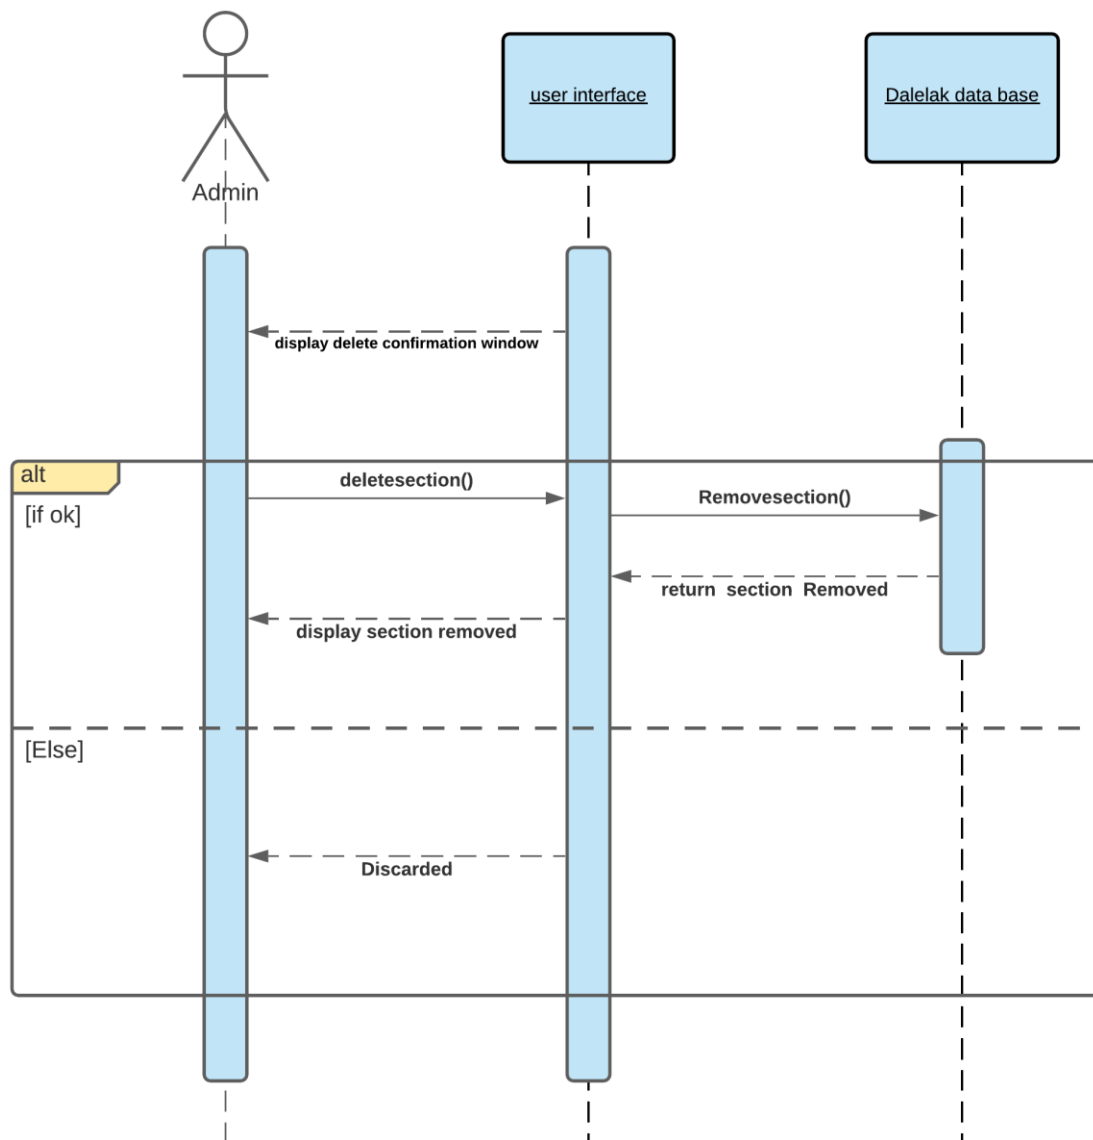 user interface
Dalelak data base
Admin
display delete confirmation window
alt
[if ok]
deletesection()
Removesection()
return section Removed
display section removed
[Else]
Discarded